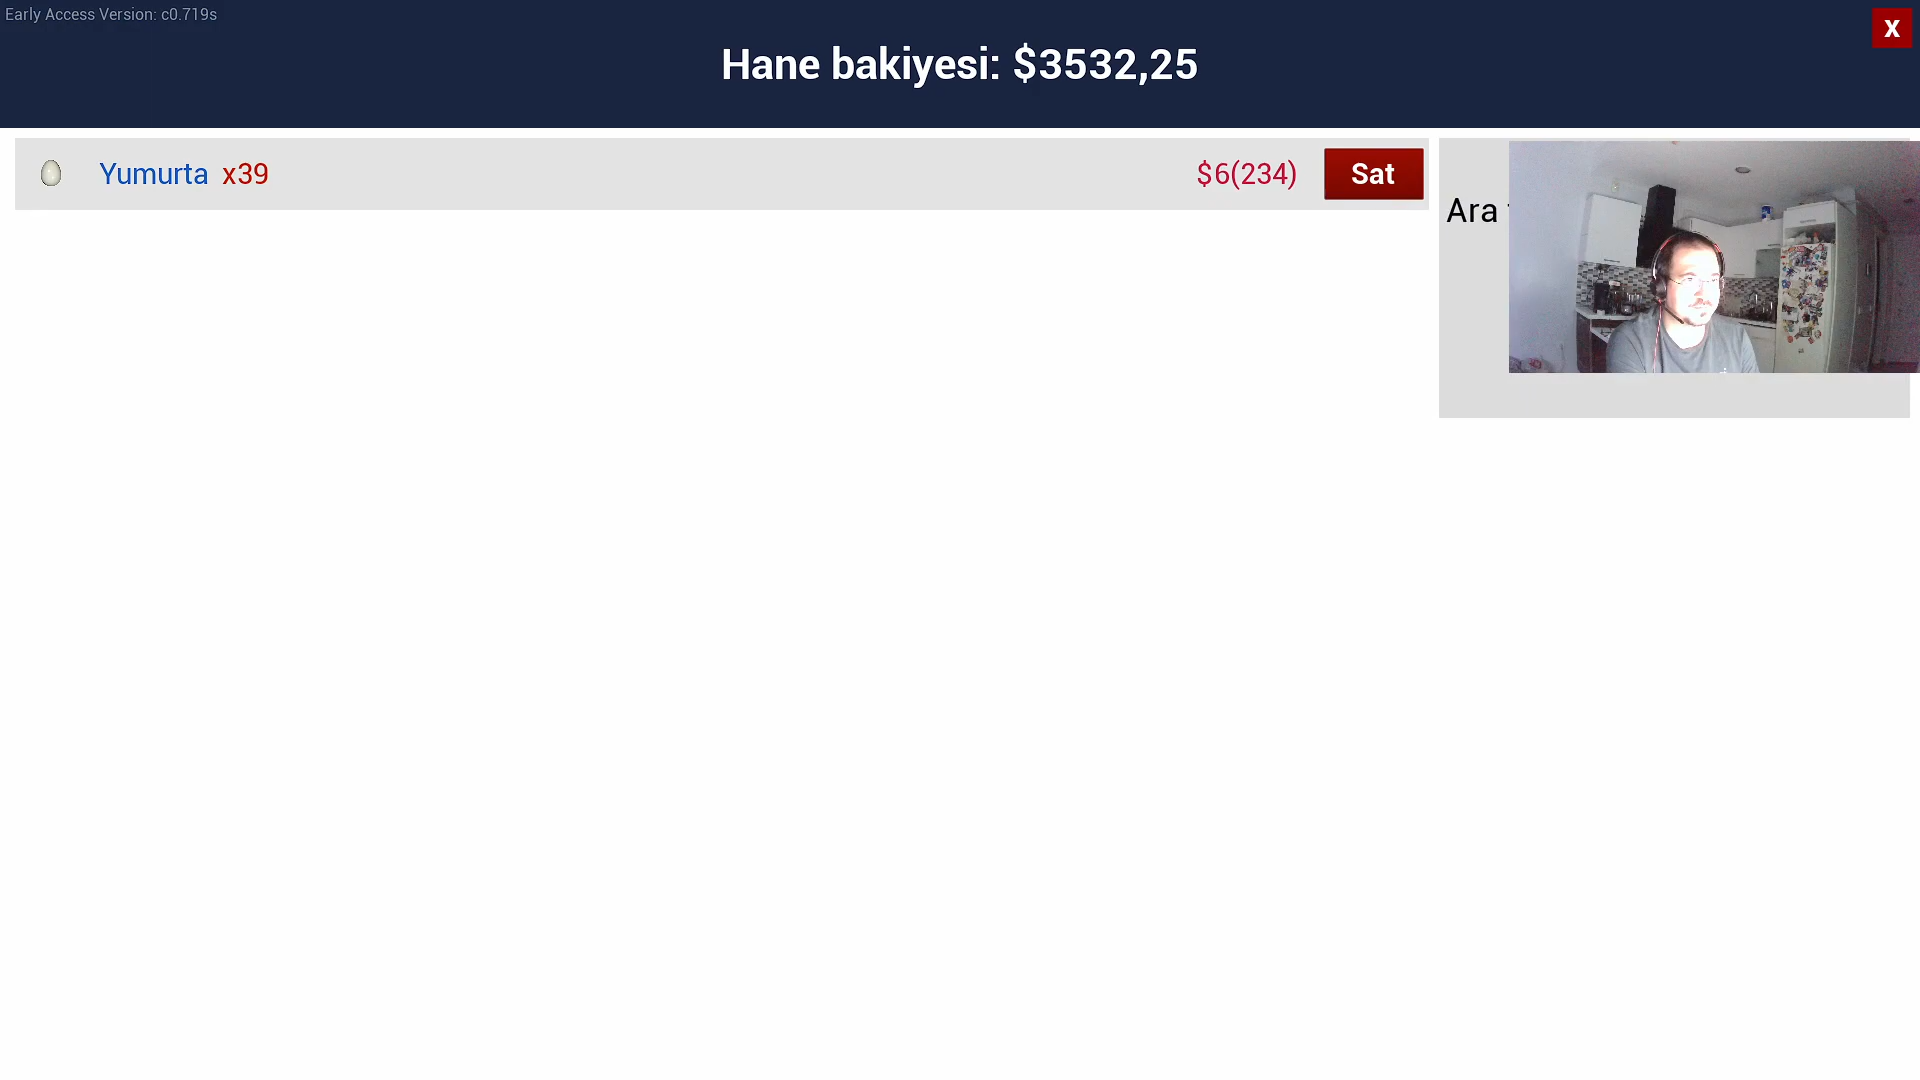 Early Access Version: c0.719s
X
Hane bakiyesi: $3532,25
Yumurta x39 $6(234) Sat
Ara